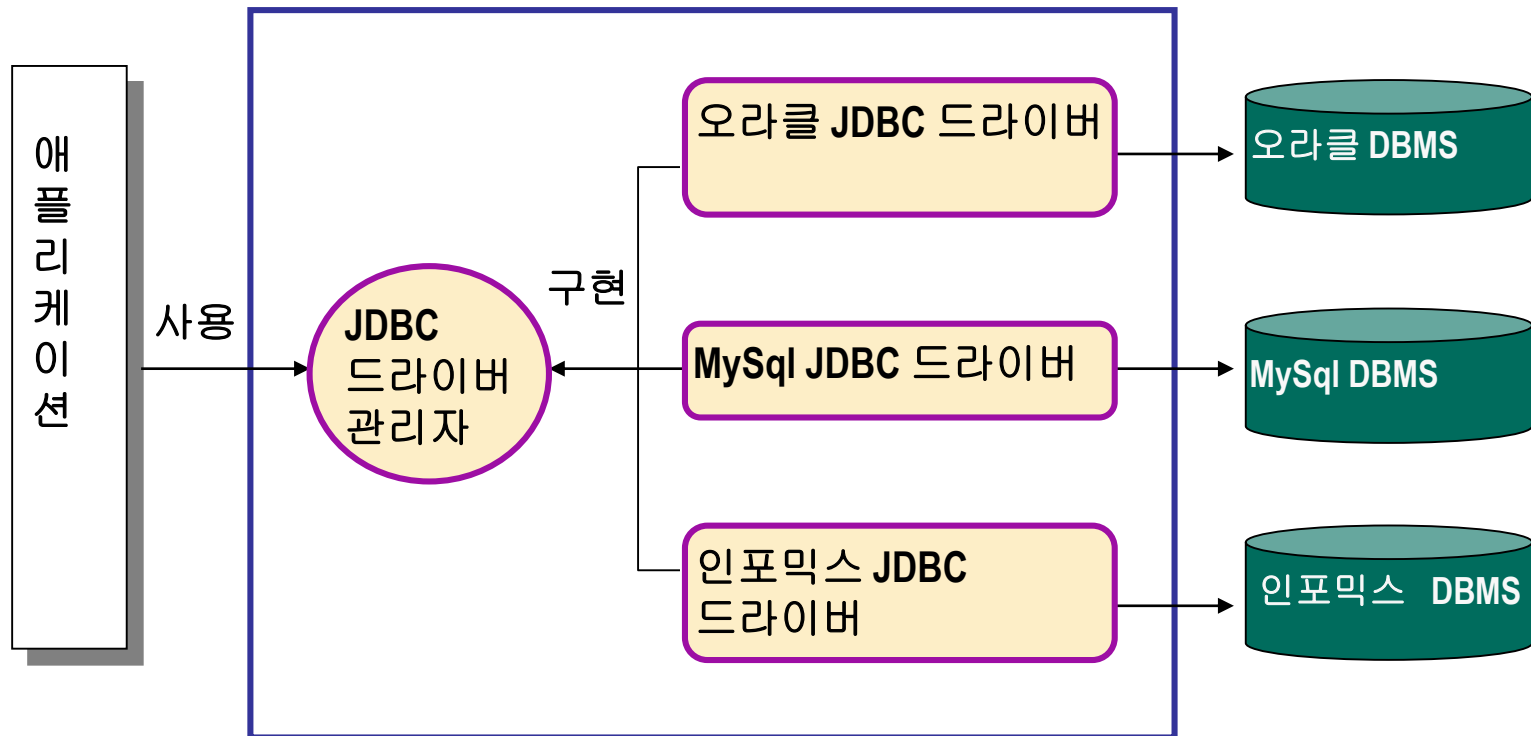 애플리케이션
사용
JDBC
드라이버
관리자
구현
오라클 JDBC 드라이버
MySql JDBC 드라이버
인포믹스 JDBC
드라이버
오라클 DBMS
MySql DBMS
인포믹스 DBMS